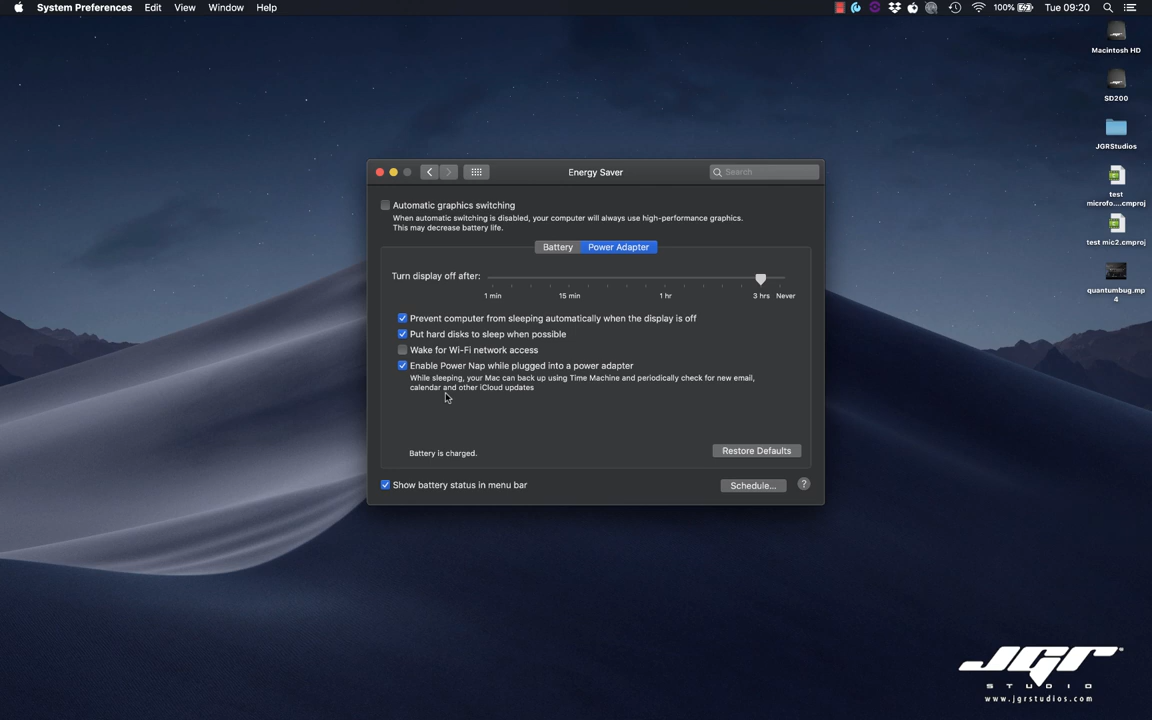 System Preferences Edit View Window Help
100% Tue 09:20
Macintosh HD
SD200
JGRStudios
test
microfo....cmproj
test mic2.cmproj
quantumbug.mp
4
Energy Saver
Search
Automatic graphics switching
When automatic switching is disabled, your computer will always use high-performance graphics.
This may decrease battery life.
Battery Power Adapter
Turn display off after:
1 min 15 min 1 hr 3 hrs Never
Prevent computer from sleeping automatically when the display is off
Put hard disks to sleep when possible
Wake for Wi-Fi network access
Enable Power Nap while plugged into a power adapter
While sleeping, your Mac can back up using Time Machine and periodically check for new email,
calendar and other iCloud updates
Battery is charged.
Restore Defaults
Show battery status in menu bar
Schedule...
?
JGR
STUDIO
www.jgrstudios.com